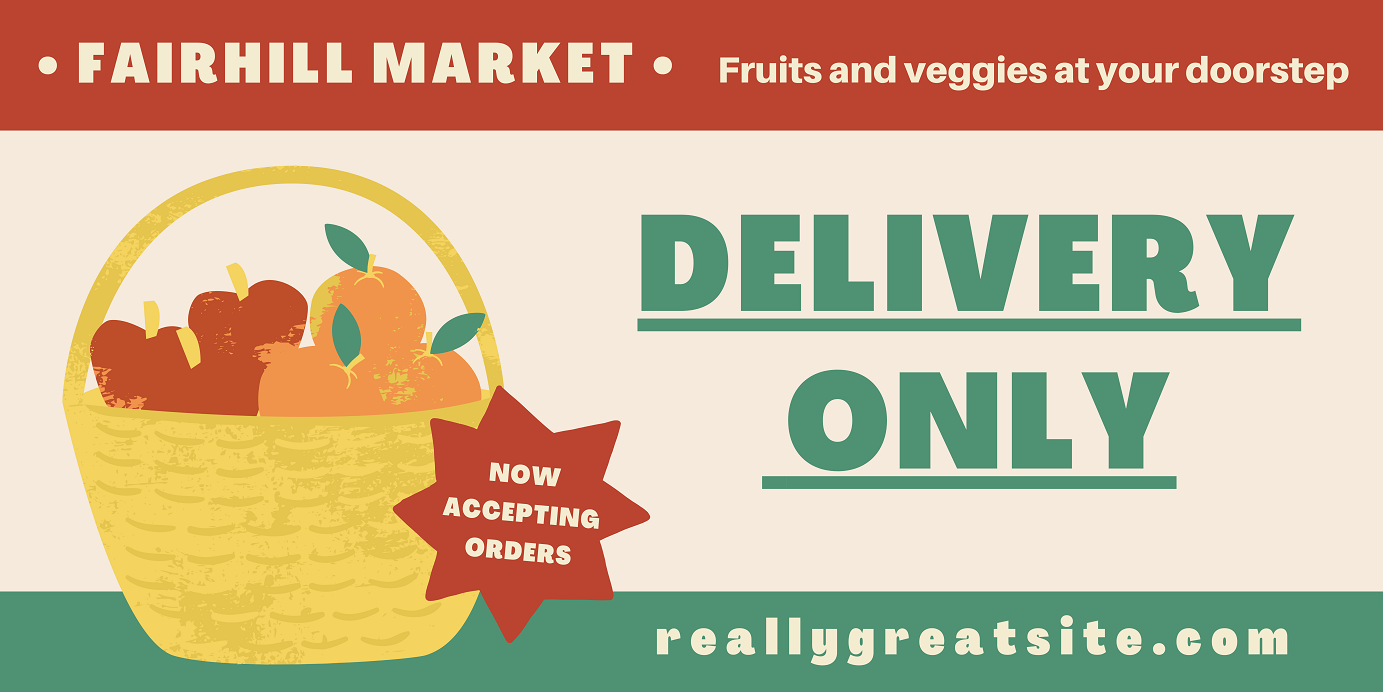 • FAIRHILL MARKET •
Fruits and veggies at your doorstep
DELIVERY
ONLY
NOW
ACCEPTING
ORDERS
reallygreatsite.com